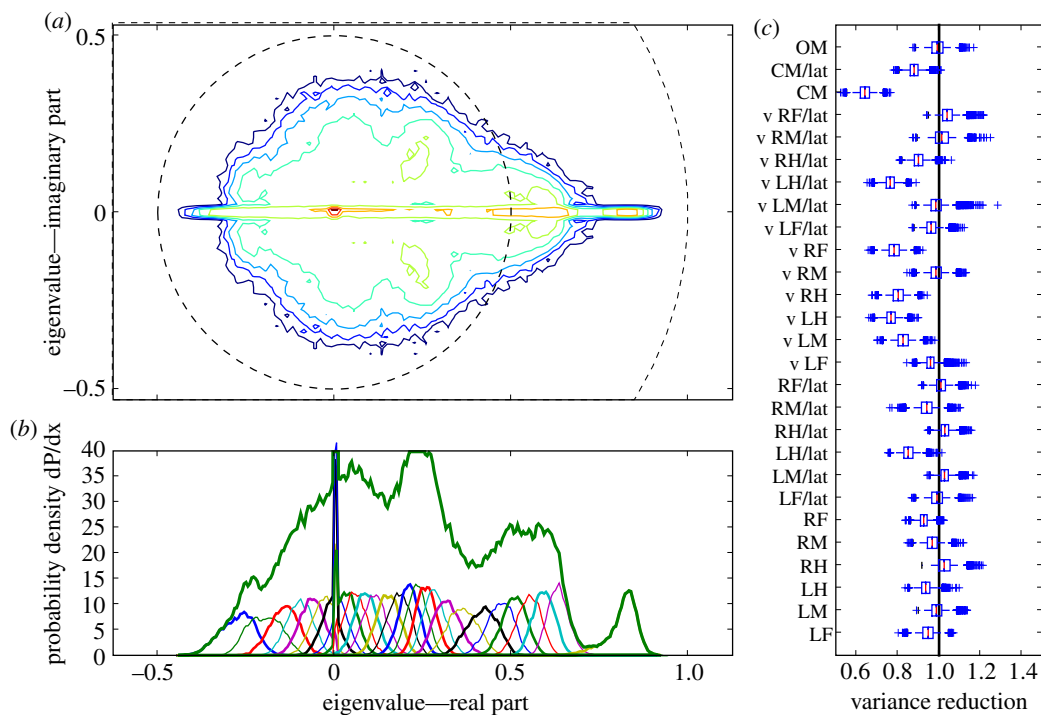 (a)
0.5
0
−0.5
eigenvalue—imaginary part
(b)
40
35
30
25
20
15
10
5
0
probability density dP/dx
−0.5
0
0.5
1.0
eigenvalue—real part
(c)
OM
CM/lat
CM
v RF/lat
v RM/lat
v RH/lat
v LH/lat
v LM/lat
v LF/lat
v RF
v RM
v RH
v LH
v LM
v LF
RF/lat
RM/lat
RH/lat
LH/lat
LM/lat
LF/lat
RF
RM
RH
LH
LM
LF
0.6 0.8 1.0 1.2 1.4
variance reduction